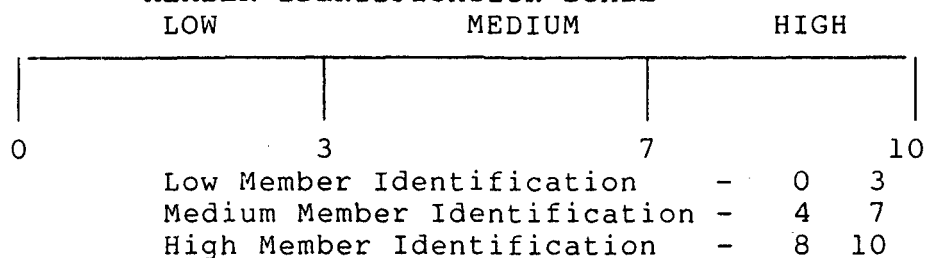 LOW MEDIUM HIGH
0 3 7 10
Low Member Identification - 0 3
Medium Member Identification - 4 7
High Member Identification - 8 10